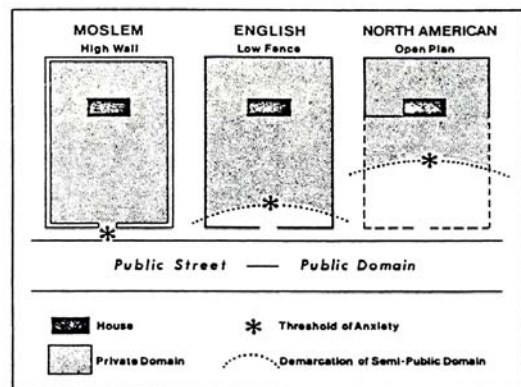 MOSLEM
High Wall
ENGLISH
Low Fence
NORTH AMERICAN
Open Plan
Public Street — Public Domain
House
Threshold of Anxiety
Private Domain
Demarcation of Semi-Public Domain